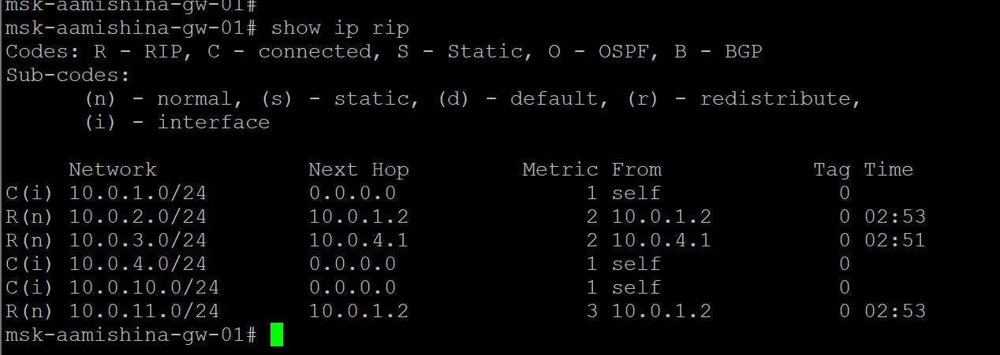 msk-aamishina-gw-01#
msk-aamishina-gw-01# show ip rip
Codes: R - RIP, C - connected, S - Static, O - OSPF, B - BGP
Sub-codes:
      (n) - normal, (s) - static, (d) - default, (r) - redistribute,
      (i) - interface

     Network            Next Hop         Metric From            Tag Time
C(i) 10.0.1.0/24        0.0.0.0               1 self              0
R(n) 10.0.2.0/24        10.0.1.2              2 10.0.1.2          0 02:53
R(n) 10.0.3.0/24        10.0.4.1              2 10.0.4.1          0 02:51
C(i) 10.0.4.0/24        0.0.0.0               1 self              0
C(i) 10.0.10.0/24       0.0.0.0               1 self              0
R(n) 10.0.11.0/24       10.0.1.2              3 10.0.1.2          0 02:53
msk-aamishina-gw-01#